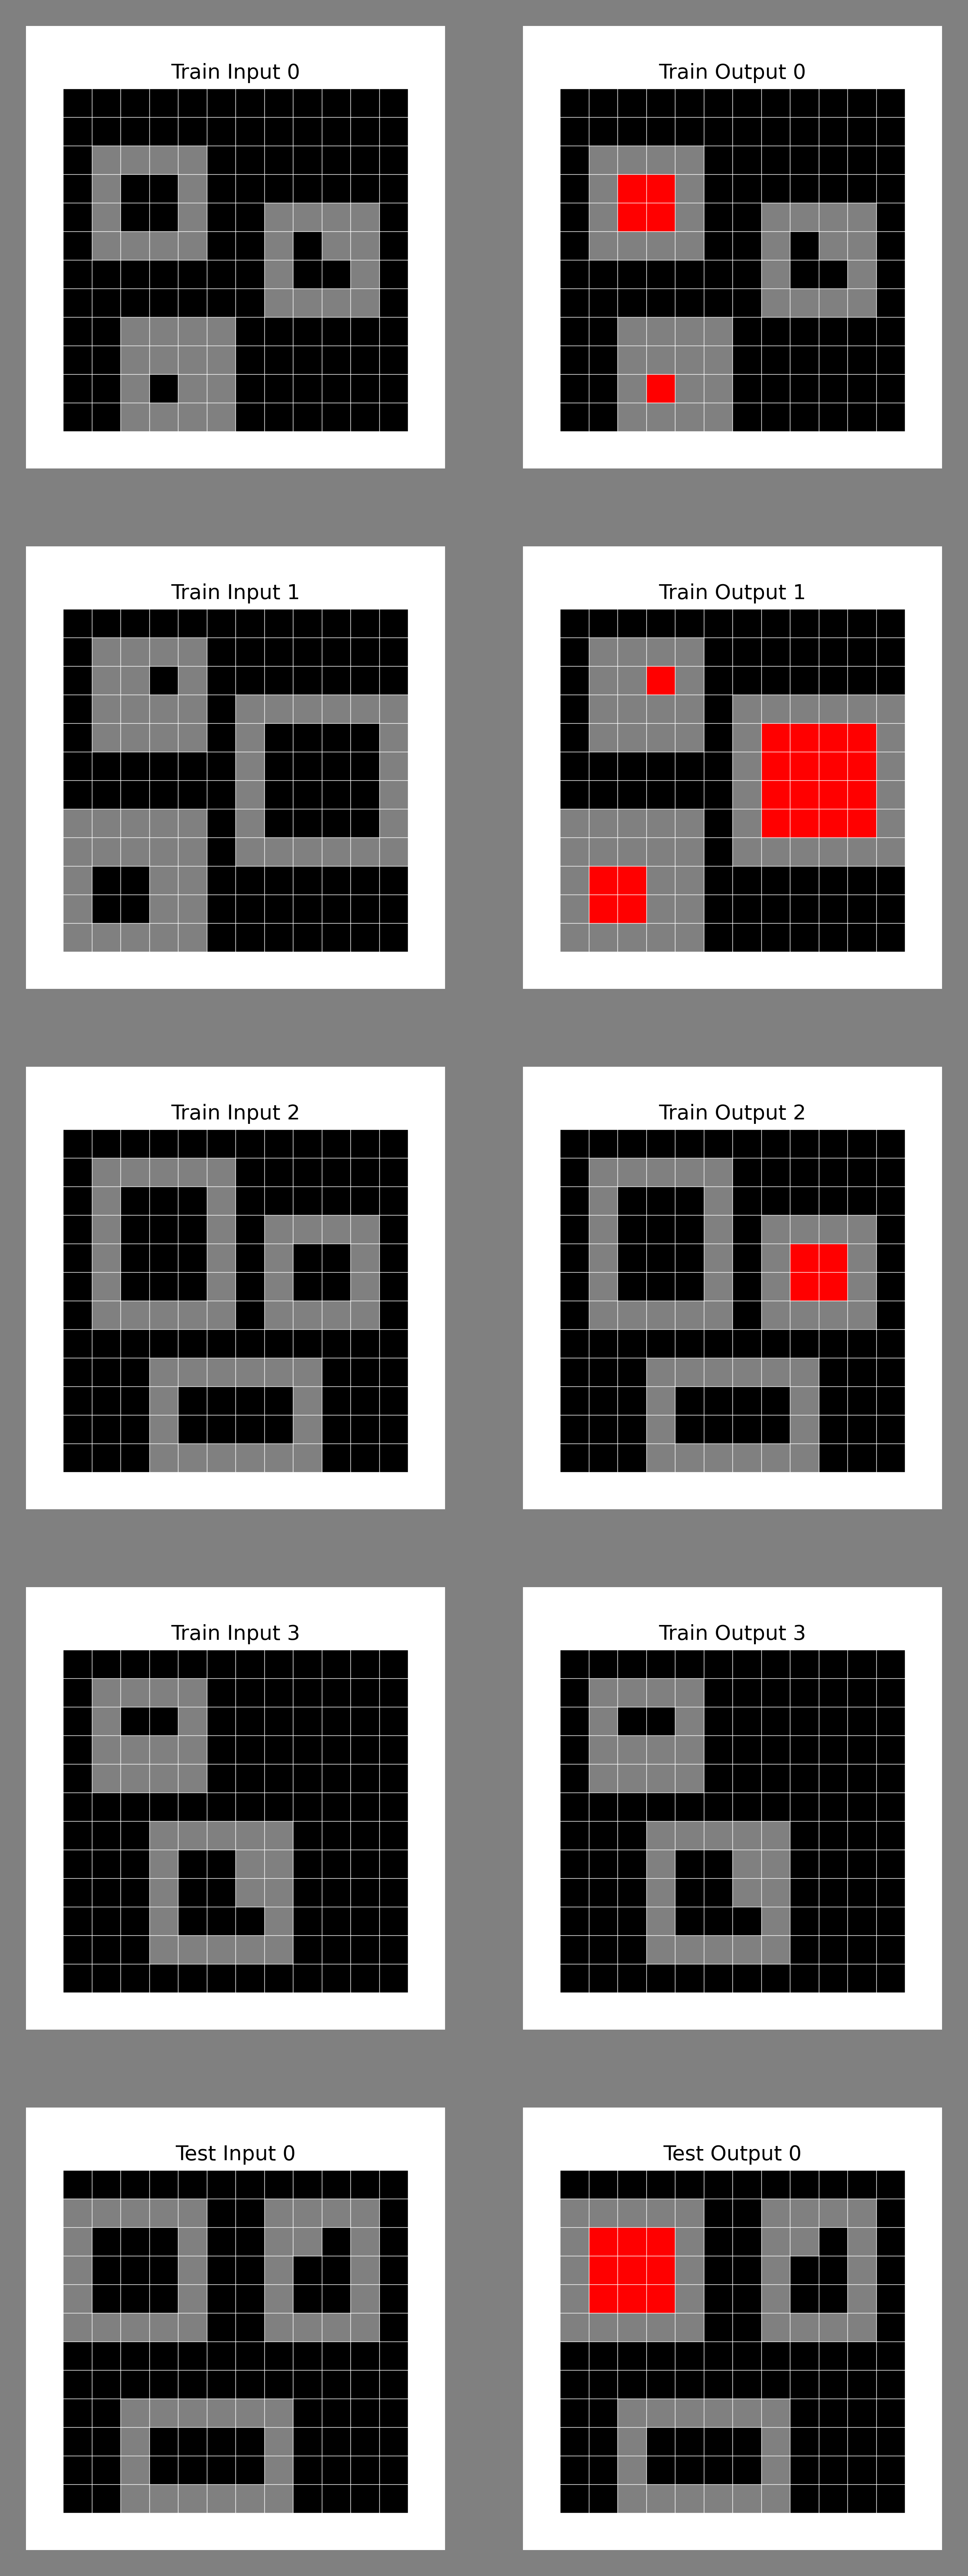 Train Input 0
Train Output 0
Train Input 1
Train Output 1
Train Input 2
Train Output 2
Train Input 3
Train Output 3
Test Input 0
Test Output 0